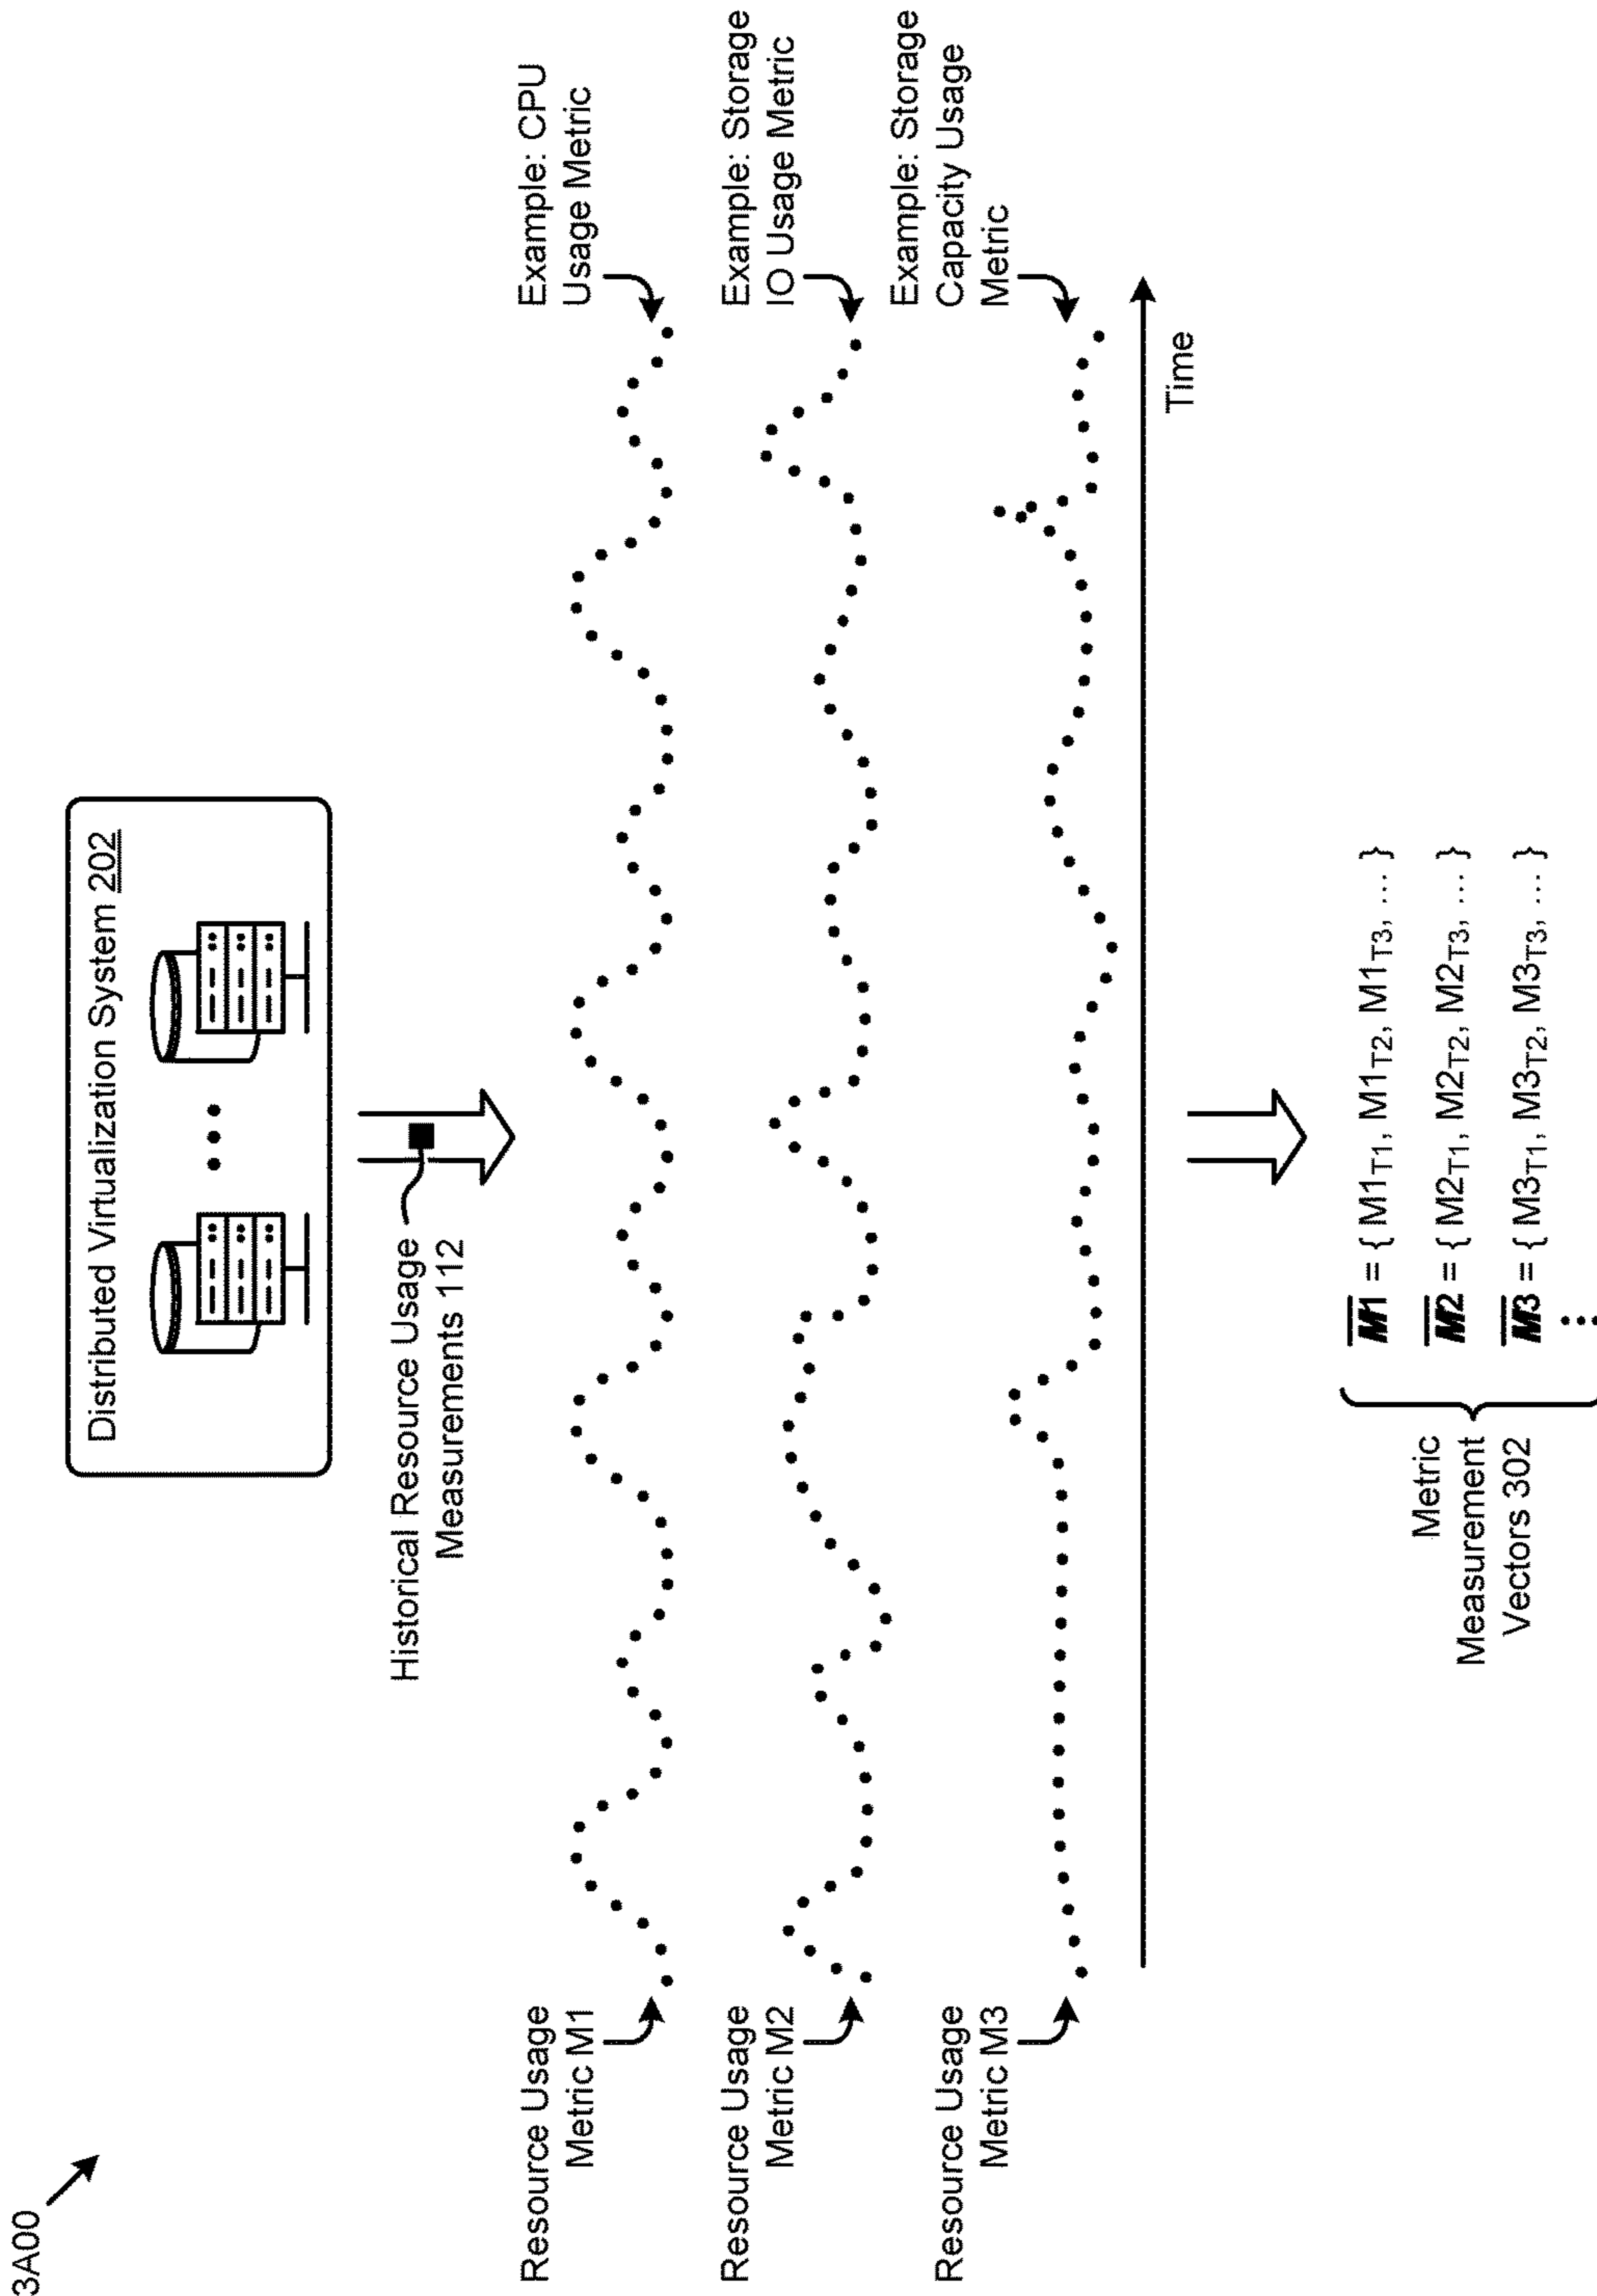 3A00
Distributed Virtualization System 202
Historical Resource Usage
Measurements 112
Resource Usage
Metric M1
Example: CPU
Usage Metric
Resource Usage
Metric M2
Example: Storage
IO Usage Metric
Resource Usage
Metric M3
Example: Storage
Capacity Usage
Metric
Time
Metric
Measurement
Vectors 302
M1 = { M1T1, M1T2, M1T3, ... }
M2 = { M2T1, M2T2, M2T3, ... }
M3 = { M3T1, M3T2, M3T3, ... }